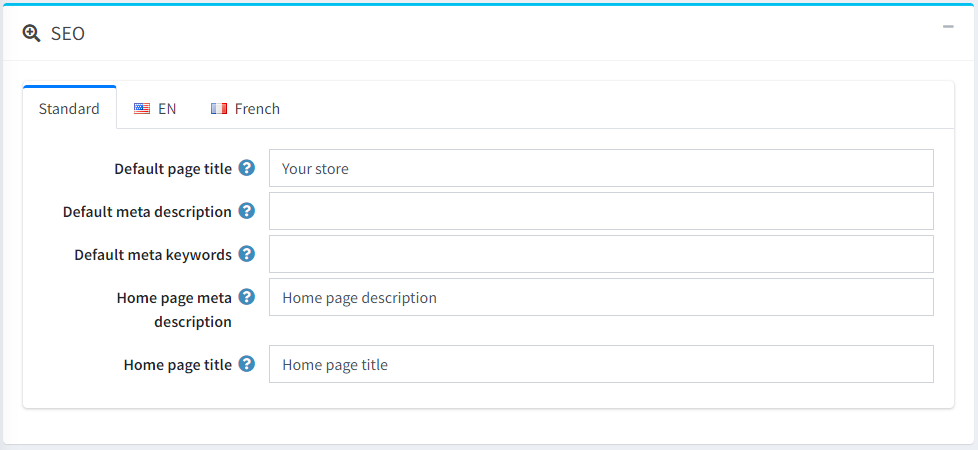 SEO
Standard EN French
Default page title ? Your store
Default meta description ?
Default meta keywords ?
Home page meta ? Home page description
description
Home page title ? Home page title